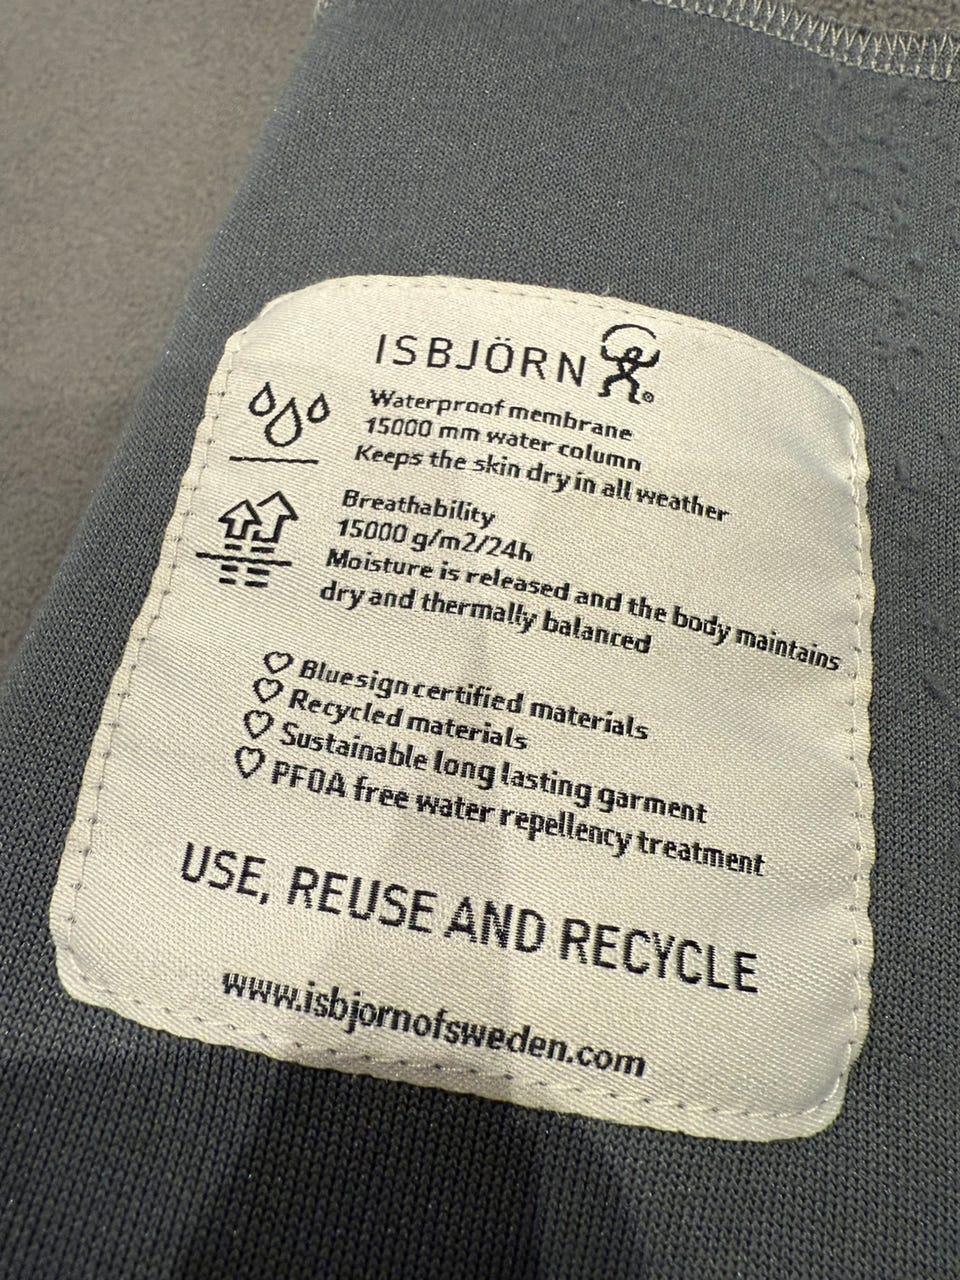 ISBJÖRN
Waterproof membrane
15000 mm water column
Keeps the skin dry in all weather
Breathability
15000 g/m2/24h
Moisture is released and the body maintains
dry and thermally balanced
Bluesign certified materials
Recycled materials
Sustainable long lasting garment
PFOA free water repellency treatment
USE, REUSE AND RECYCLE
www.isbjornofsweden.com